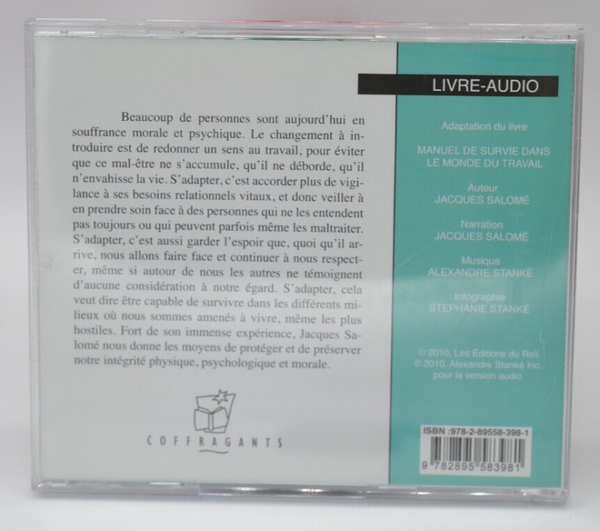 Beaucoup de personnes sont aujourd'hui en
souffrance morale et psychique. Le changement à in-
troduire est de redonner un sens au travail, pour éviter
que ce mal-être ne s'accumule, qu'il ne déborde, qu'il
n'envahisse la vie. S'adapter, c'est accorder plus de vigi-
lance à ses besoins relationnels vitaux, et donc veiller à
en prendre soin face à des personnes qui ne les entendent
pas toujours ou qui peuvent parfois même les maltraiter.
S'adapter, c'est aussi garder l'espoir que, quoi qu'il ar-
rive, nous allons faire face et continuer à nous respect-
er, même si autour de nous les autres ne témoignent
d'aucune considération à notre égard. S'adapter, cela
veut dire être capable de survivre dans les différents mi-
lieux où nous sommes amenés à vivre, même les plus
hostiles. Fort de son immense expérience, Jacques Sa-
lomé nous donne les moyens de protéger et de préserver
notre intégrité physique, psychologique et morale.
COFFRAGANTS
LIVRE-AUDIO
Adaptation du livre
MANUEL DE SURVIE DANS
LE MONDE DU TRAVAIL
Auteur
JACQUES SALOMÉ
Narration
JACQUES SALOMÉ
Musique
ALEXANDRE STANKÉ
Infographie
STEPHANIE STANKÉ
© 2010, Les Éditions du Relié
© 2010, Alexandre Stanké Inc.
pour la version audio
ISBN : 978-2-89558-398-1
9 782895 583981